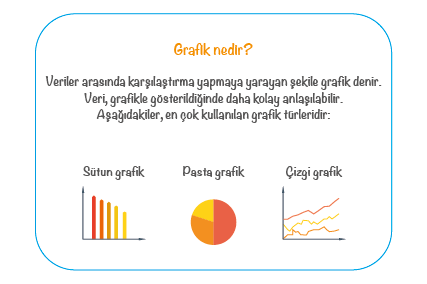 Grafik nedir?
Veriler arasında karşılaştırma yapmaya yarayan şekile grafik denir.
Veri, grafikle gösterildiğinde daha kolay anlaşılabilir.
Aşağıdakiler, en çok kullanılan grafik türleridir:
Sütun grafik Pasta grafik Çizgi grafik